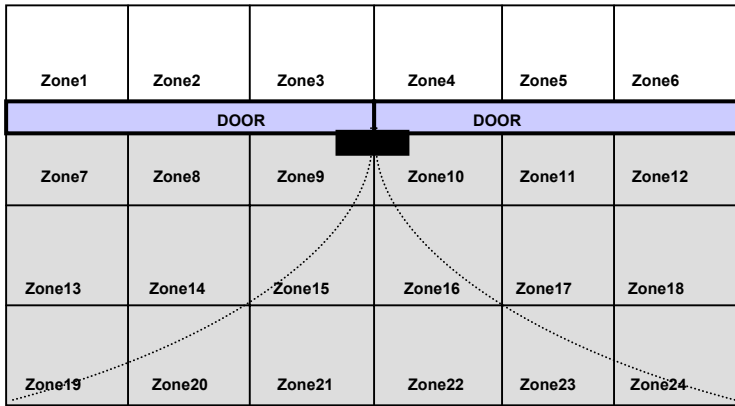 Zone1 Zone2 Zone3 Zone4 Zone5 Zone6
DOOR DOOR
Zone7 Zone8 Zone9 Zone10 Zone11 Zone12
Zone13 Zone14 Zone15 Zone16 Zone17 Zone18
Zone19 Zone20 Zone21 Zone22 Zone23 Zone24